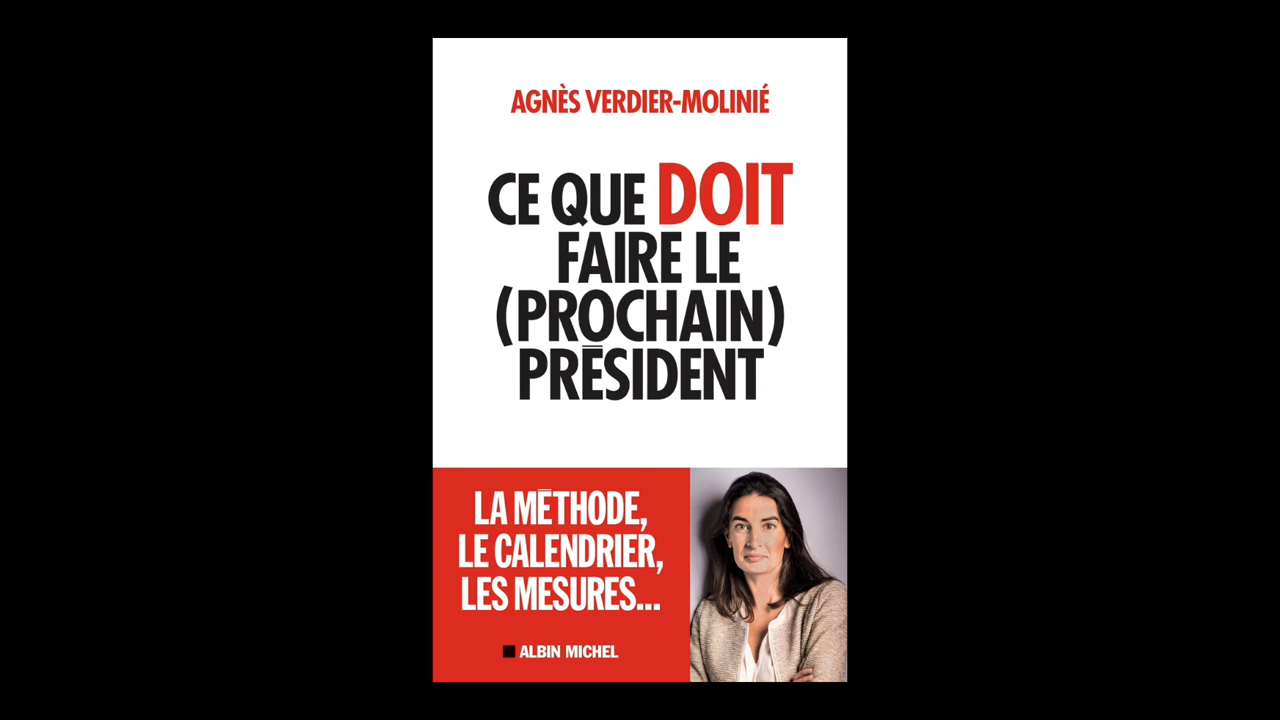 AGNÈS VERDIER-MOLINIÉ
CE QUE DOIT
FAIRE LE
(PROCHAIN)
PRÉSIDENT
LA MÉTHODE,
LE CALENDRIER,
LES MESURES...
ALBIN MICHEL